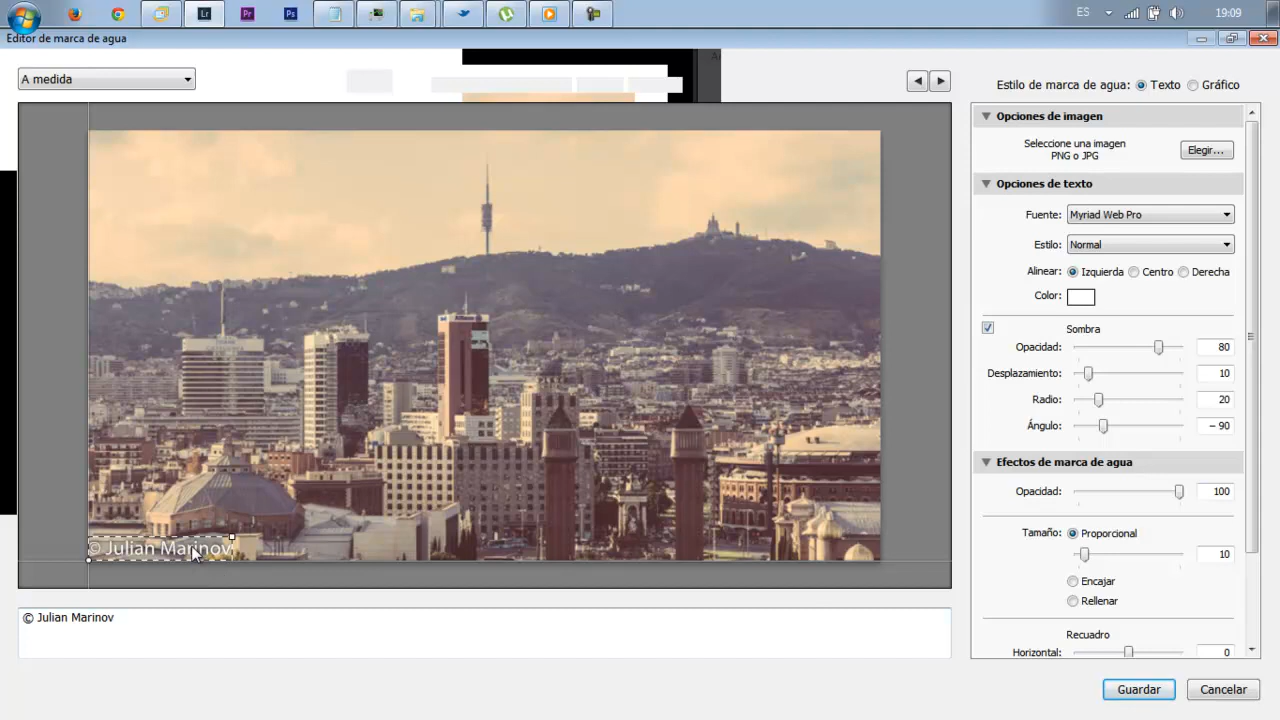 Lr
Pr
Ps
ES
19:09
Editor de marca de agua
A medida
Estilo de marca de agua: Texto Gráfico
Opciones de imagen
Seleccione una imagen
PNG o JPG
Elegir...
Opciones de texto
Fuente: Myriad Web Pro
Estilo: Normal
Alinear: Izquierda Centro Derecha
Color:
Sombra
Opacidad: 80
Desplazamiento: 10
Radio: 20
Ángulo: – 90
Efectos de marca de agua
Opacidad: 100
Tamaño: Proporcional
10
Encajar
Rellenar
Recuadro
Horizontal: 0
© Julian Marinov
© Julian Marinov
Guardar
Cancelar